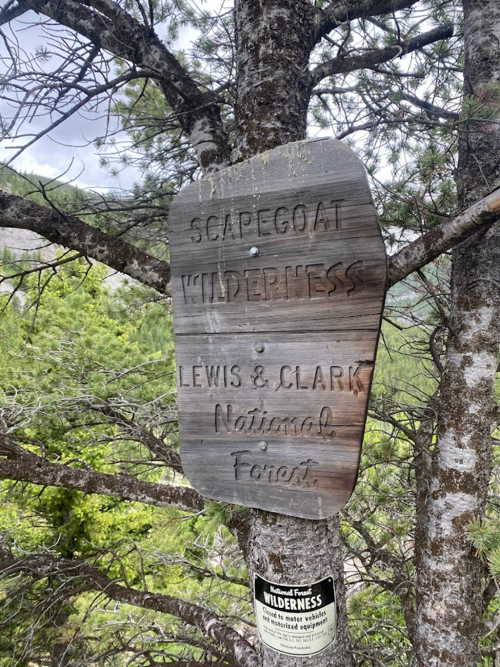 SCAPEGOAT
WILDERNESS
LEWIS & CLARK
National
Forest
National Forest
WILDERNESS
Closed to motor vehicles
and motorized equipment